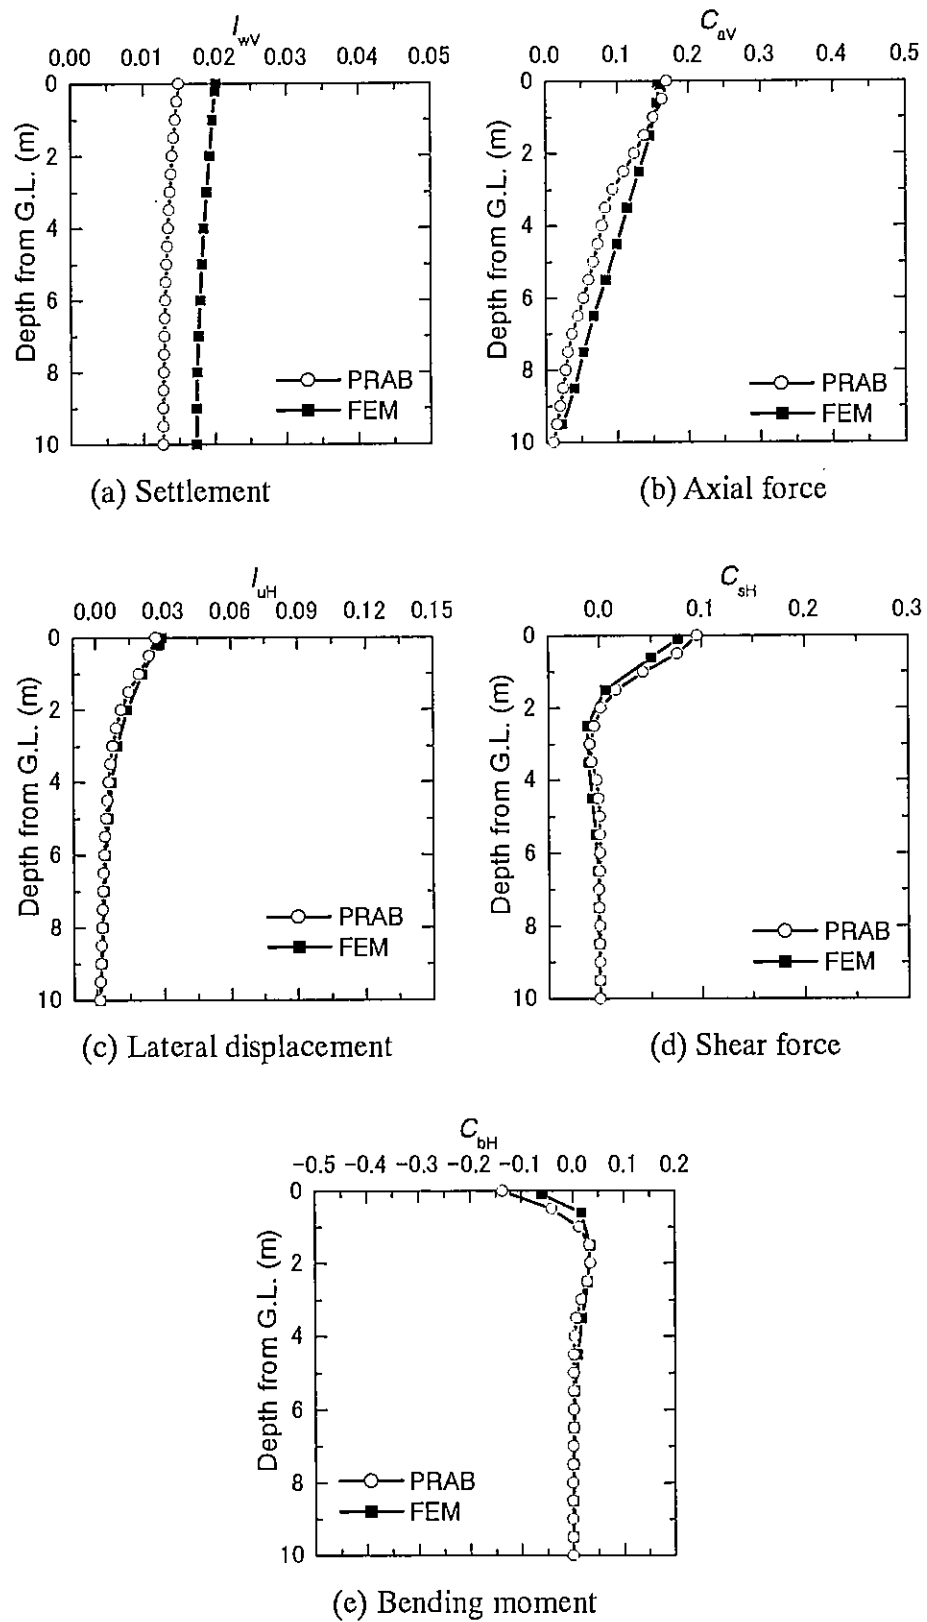 I_wV
0.00 0.01 0.02 0.03 0.04 0.05
0
2
4
6
8
10
Depth from G.L. (m)
PRAB
FEM
(a) Settlement
C_aV
0.0 0.1 0.2 0.3 0.4 0.5
0
2
4
6
8
10
Depth from G.L. (m)
PRAB
FEM
(b) Axial force
I_uH
0.00 0.03 0.06 0.09 0.12 0.15
0
2
4
6
8
10
Depth from G.L. (m)
PRAB
FEM
(c) Lateral displacement
C_sH
0.0 0.1 0.2 0.3
0
2
4
6
8
10
Depth from G.L. (m)
PRAB
FEM
(d) Shear force
C_bH
-0.5 -0.4 -0.3 -0.2 -0.1 0.0 0.1 0.2
0
2
4
6
8
10
Depth from G.L. (m)
PRAB
FEM
(e) Bending moment